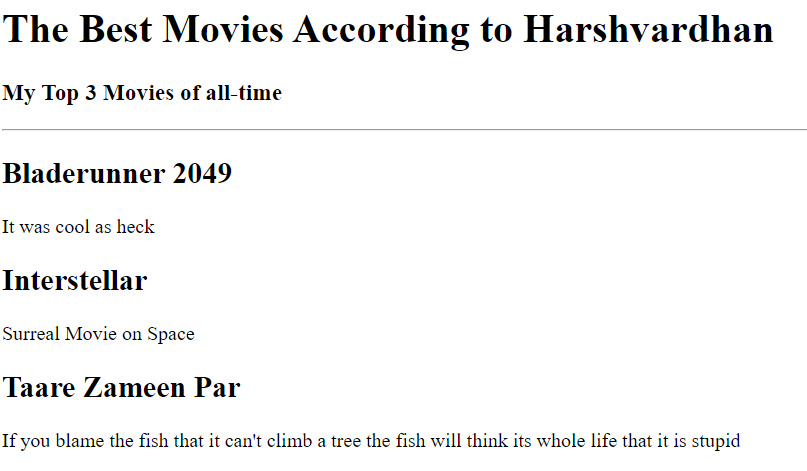 The Best Movies According to Harshvardhan
My Top 3 Movies of all-time
Bladerunner 2049
It was cool as heck
Interstellar
Surreal Movie on Space
Taare Zameen Par
If you blame the fish that it can't climb a tree the fish will think its whole life that it is stupid